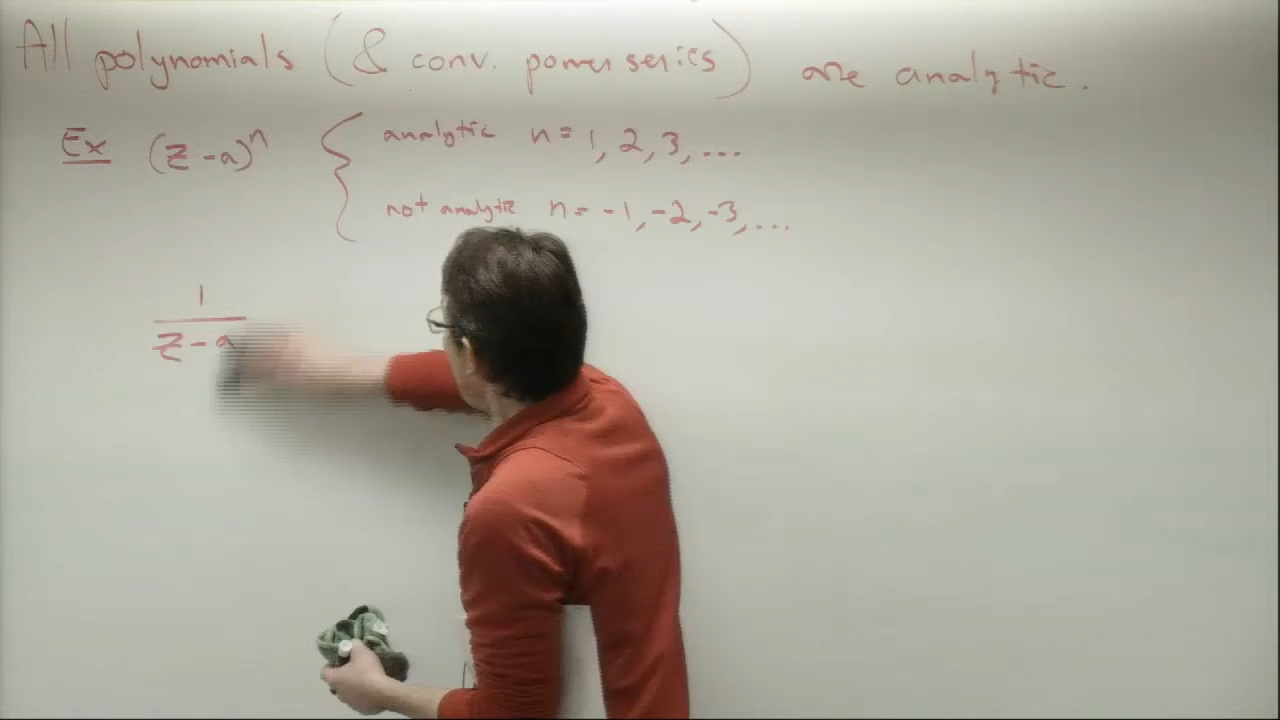 All polynomials (& conv. power series) are analytic.
Ex (z-a)^n { analytic n = 1, 2, 3, ...
not analytic n = -1, -2, -3, ...
1
z-a